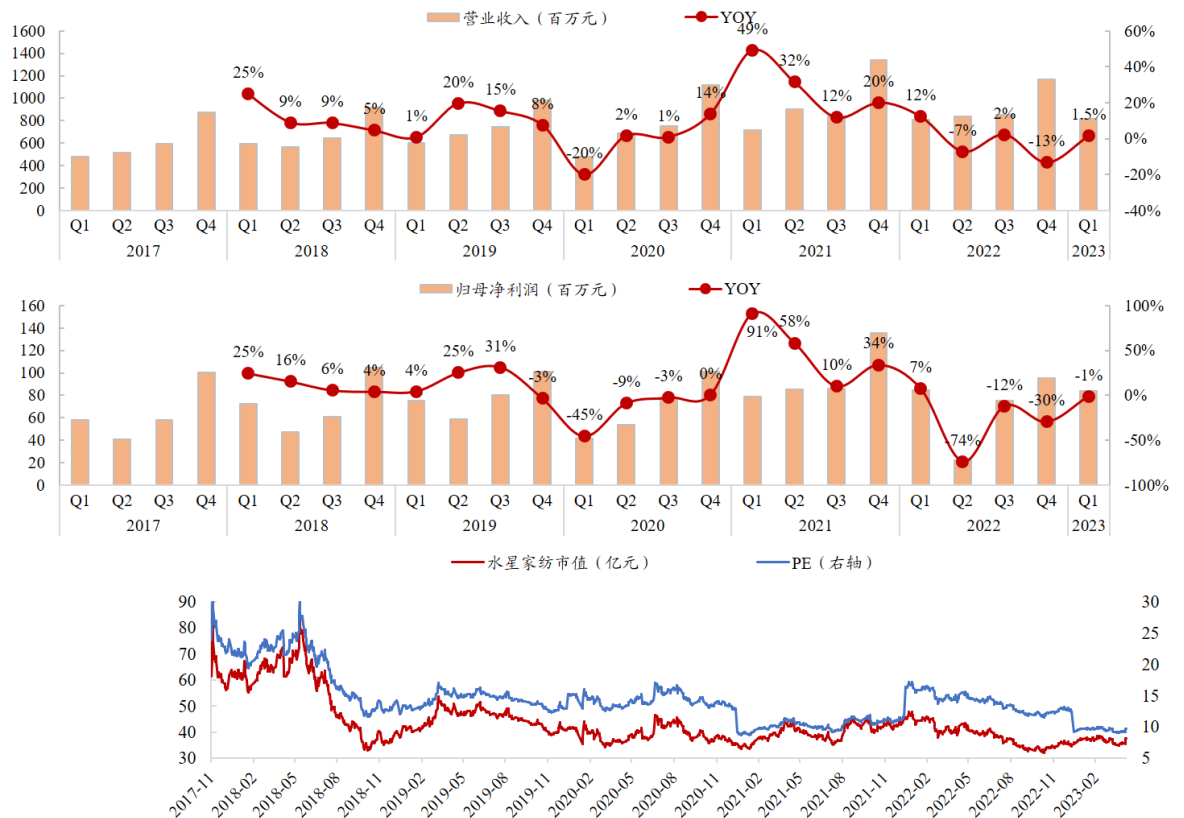 营业收入（百万元） YOY
1600 1400 1200 1000 800 600 400 200 0
60% 40% 20% 0% -20% -40%
25% 9% 9% 5% 1% 20% 15% 8% -20% 2% 1% 14% 49% 32% 12% 20% 12% -7% 2% -13% 1.5%
Q1 Q2 Q3 Q4 Q1 Q2 Q3 Q4 Q1 Q2 Q3 Q4 Q1 Q2 Q3 Q4 Q1 Q2 Q3 Q4 Q1 Q2 Q3 Q4 Q1
2017 2018 2019 2020 2021 2022 2023
归母净利润（百万元） YOY
160 140 120 100 80 60 40 20 0
100% 50% 0% -50% -100%
25% 16% 6% 4% 4% 25% 31% -3% -45% -9% -3% 0% 91% -58% 10% 34% 7% -74% -12% -30% -1%
Q1 Q2 Q3 Q4 Q1 Q2 Q3 Q4 Q1 Q2 Q3 Q4 Q1 Q2 Q3 Q4 Q1 Q2 Q3 Q4 Q1 Q2 Q3 Q4 Q1
2017 2018 2019 2020 2021 2022 2023
水星家纺市值（亿元） PE（右轴）
90 80 70 60 50 40 30
30 25 20 15 10 5
2017-11 2018-02 2018-05 2018-08 2018-11 2019-02 2019-05 2019-08 2019-11 2020-02 2020-05 2020-08 2020-11 2021-02 2021-05 2021-08 2021-11 2022-02 2022-05 2022-08 2022-11 2023-02